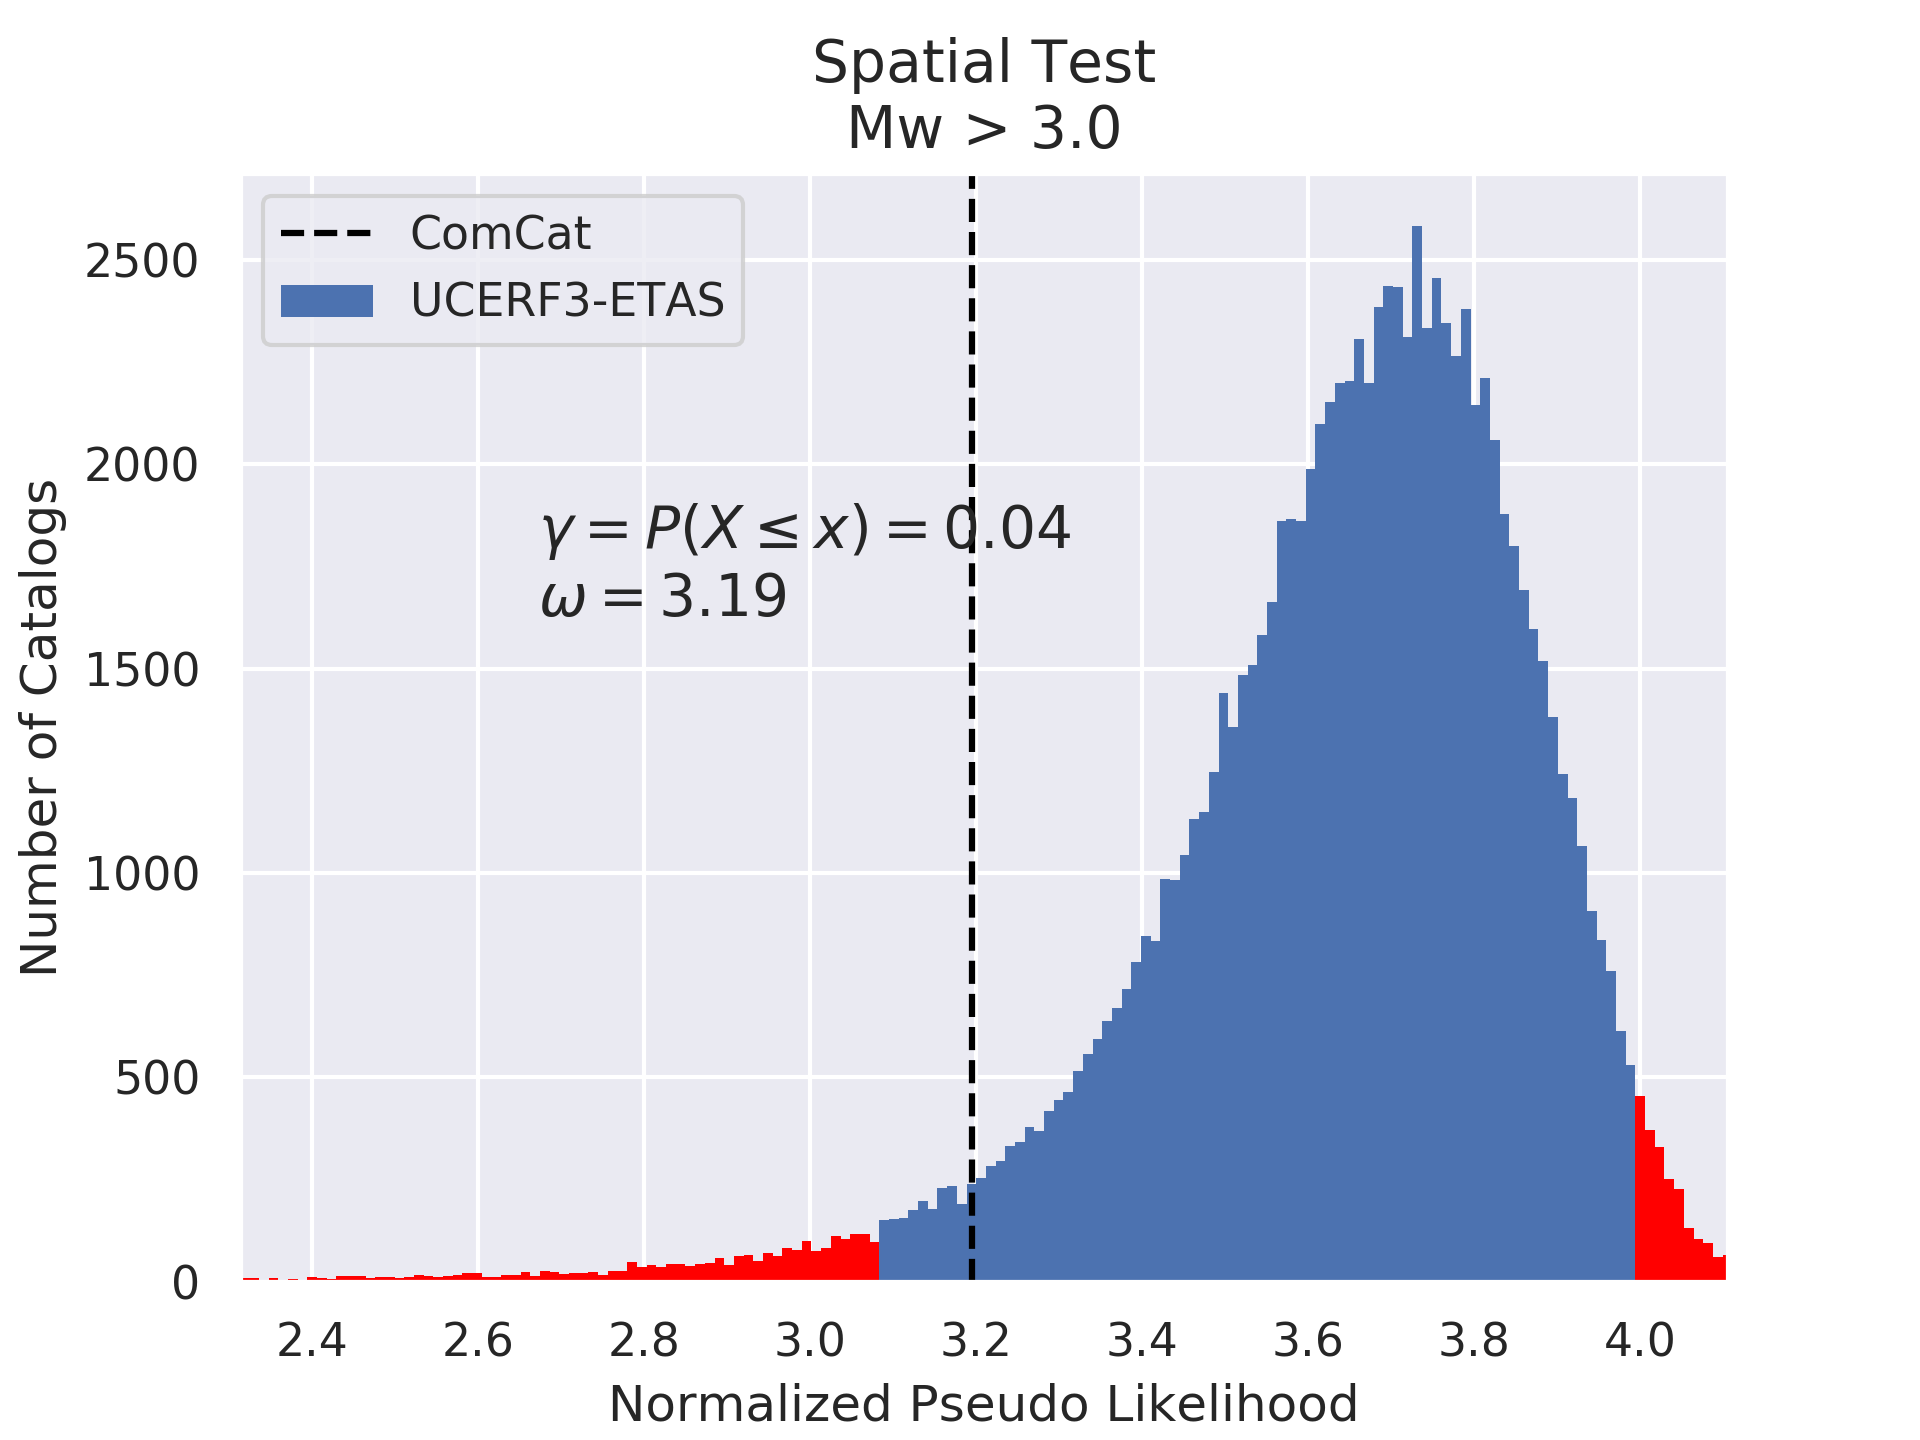 Spatial Test
Mw > 3.0
ComCat
UCERF3-ETAS
γ = P(X ≤ x) = 0.04
ω = 3.19
Number of Catalogs
2500
2000
1500
1000
500
0
2.4 2.6 2.8 3.0 3.2 3.4 3.6 3.8 4.0
Normalized Pseudo Likelihood